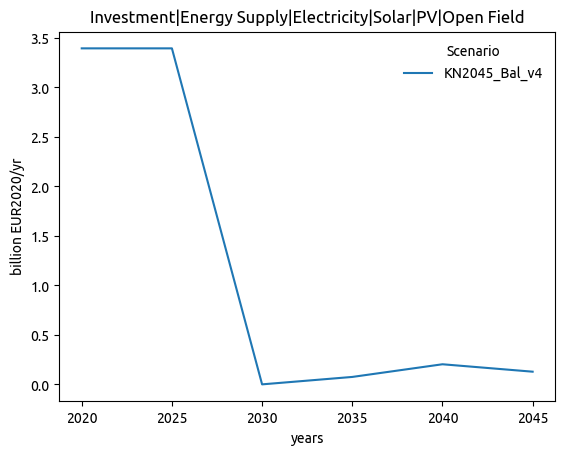 Investment|Energy Supply|Electricity|Solar|PV|Open Field
Scenario
KN2045_Bal_v4
billion EUR2020/yr
3.5
3.0
2.5
2.0
1.5
1.0
0.5
0.0
2020 2025 2030 2035 2040 2045
years